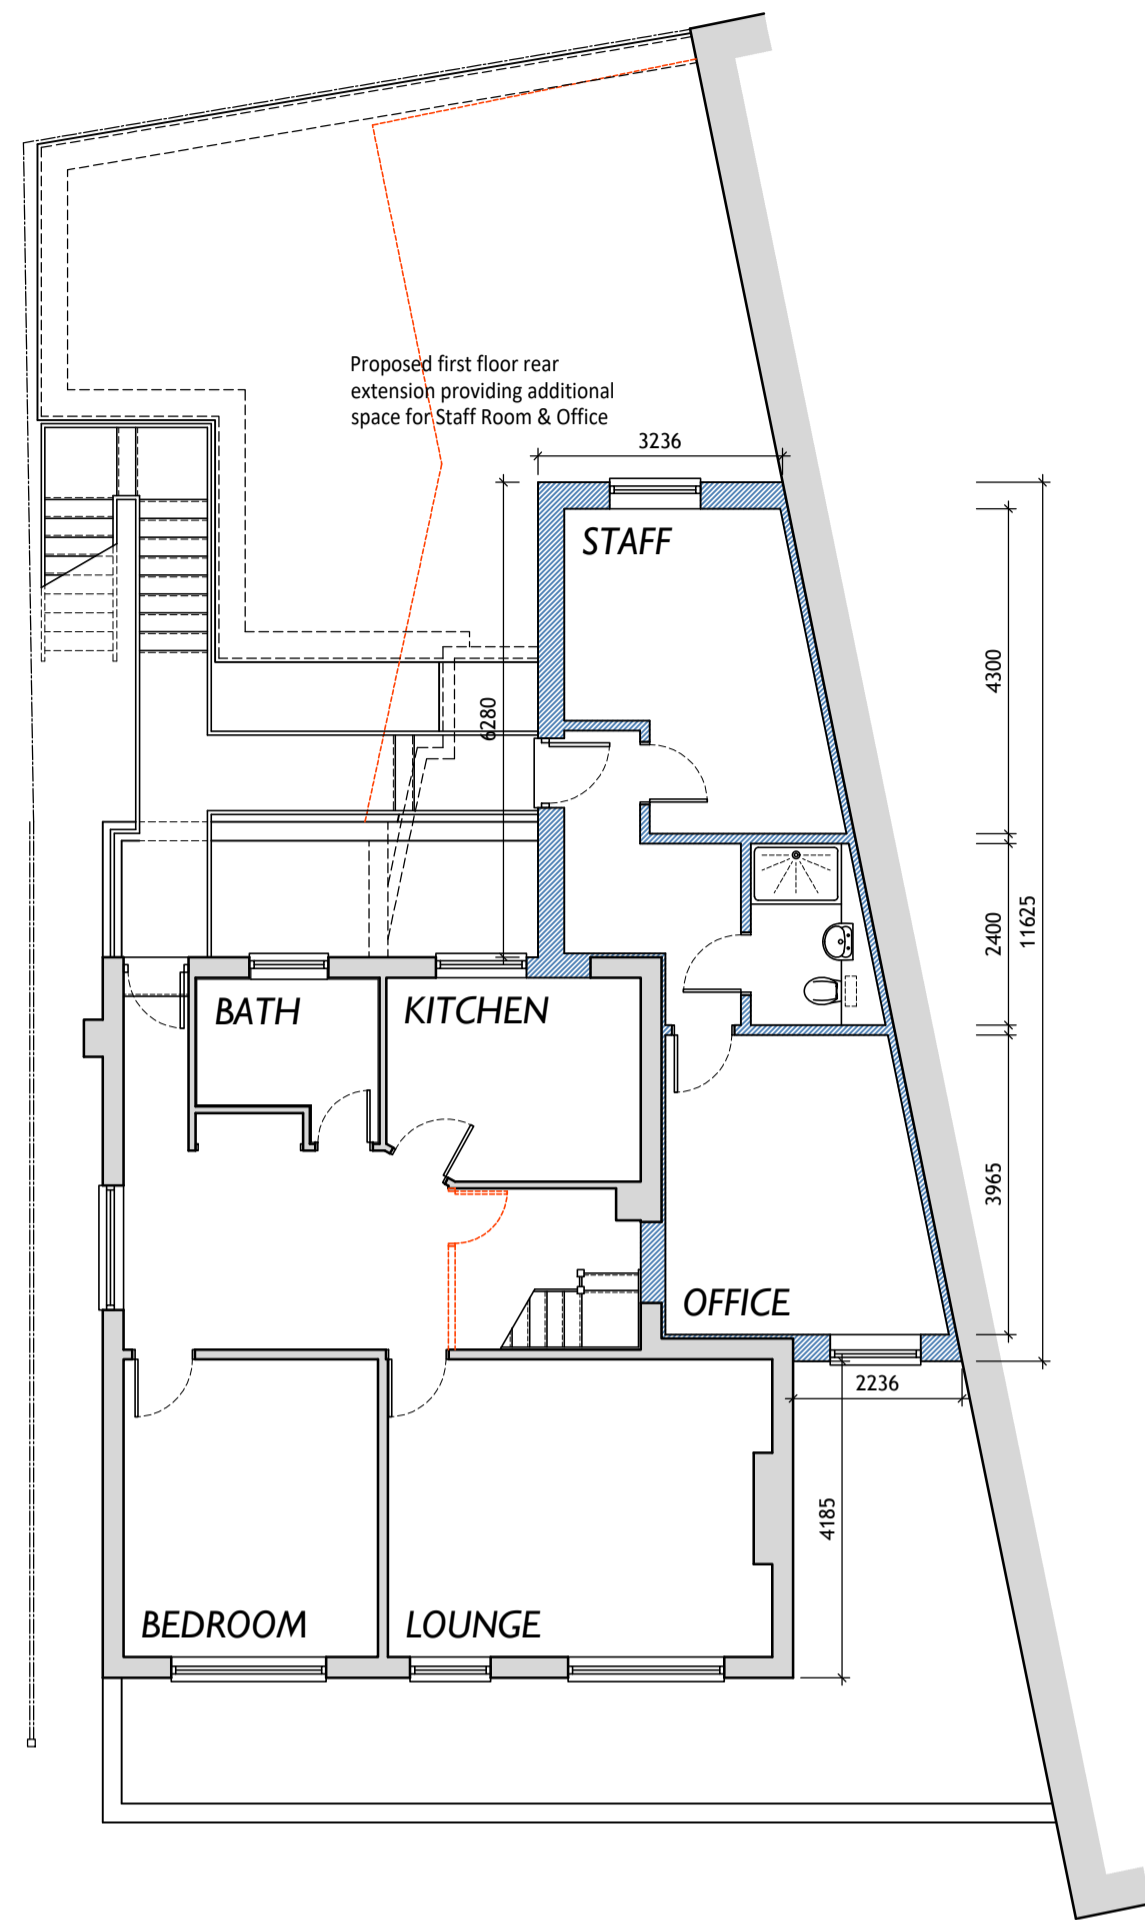 Proposed first floor rear
extension providing additional
space for Staff Room & Office
3236
STAFF
4300
6280
2400
11625
BATH
KITCHEN
3965
OFFICE
2236
4185
BEDROOM
LOUNGE